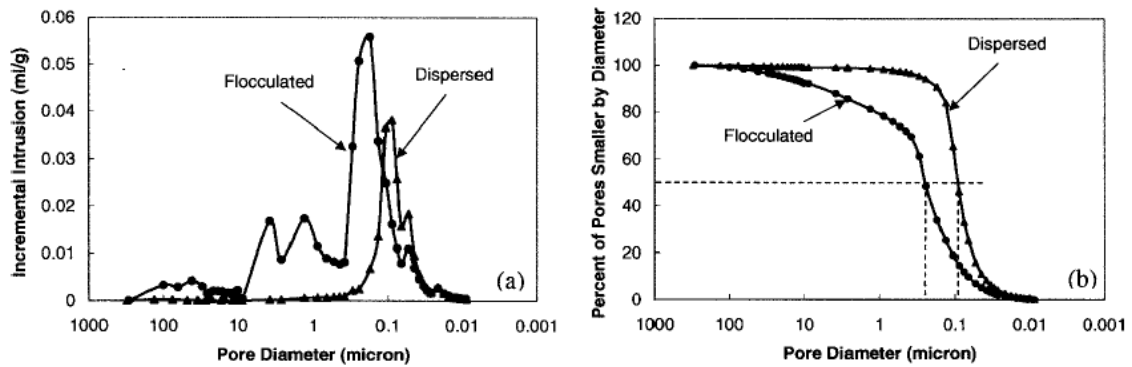 Incremental Intrusion (ml/g)
0.06
0.05
0.04
0.03
0.02
0.01
0
Flocculated
Dispersed
(a)
1000 10 1 0.1 0.01 0.001
Pore Diameter (micron)
Percent of Pores Smaller by Diameter
120
100
80
60
40
20
0
Dispersed
Flocculated
(b)
1000 100 10 1 0.1 0.01 0.001
Pore Diameter (micron)